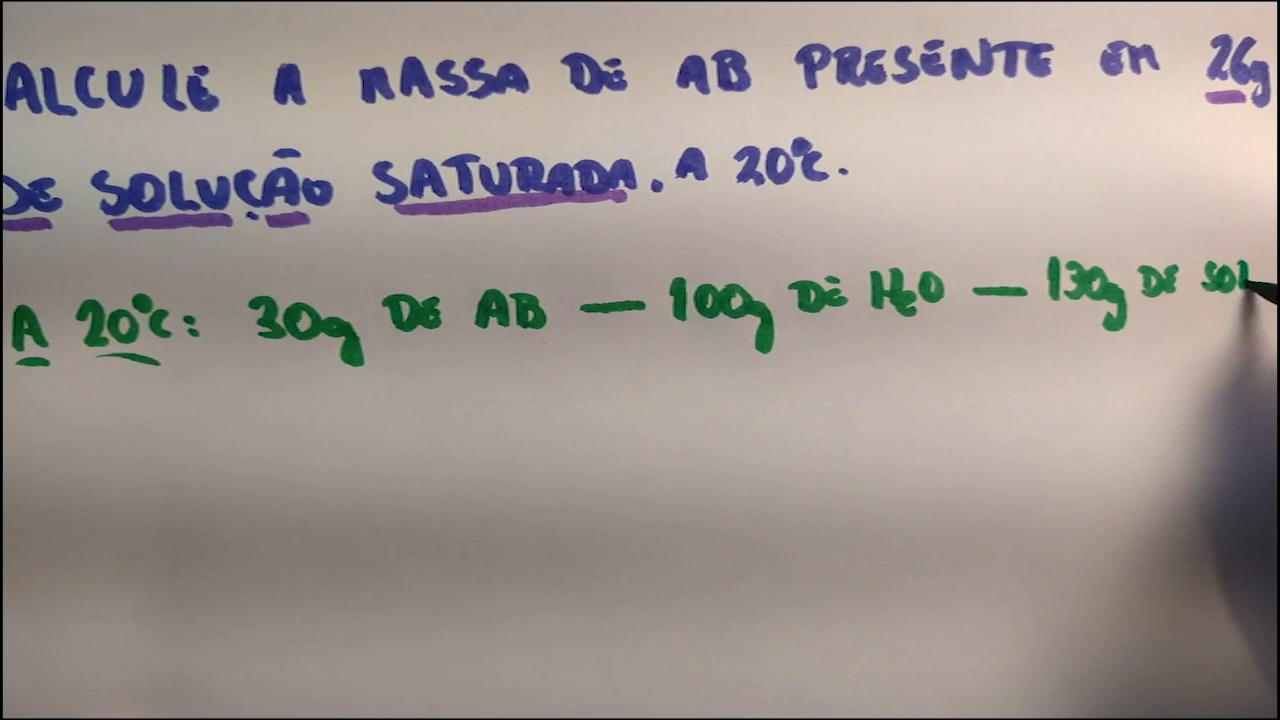 ALCULE A MASSA DE AB PRESENTE EM 26g
DE SOLUÇÃO SATURADA. A 20°C.
A 20°C: 30g DE AB — 100g DE H2O — 130g DE SOL